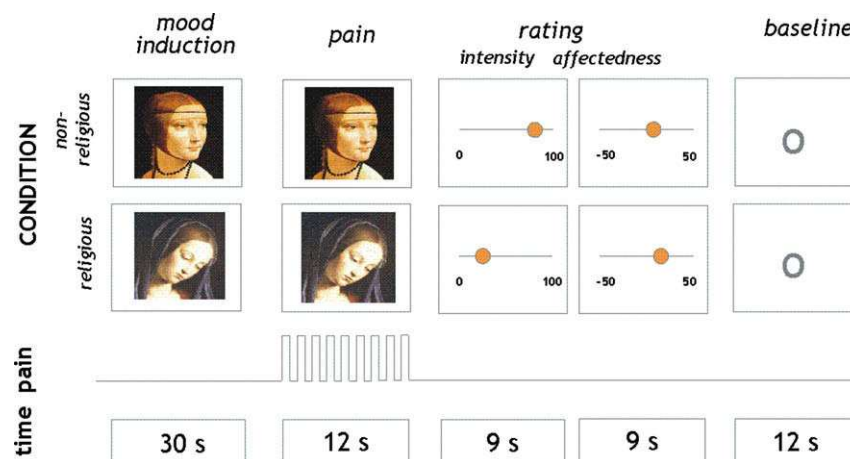 mood induction
pain
rating
baseline
intensity affectedness
CONDITION
non-religious
0 100
-50 50
O
religious
0 100
-50 50
O
pain
time
30 s
12 s
9 s
9 s
12 s